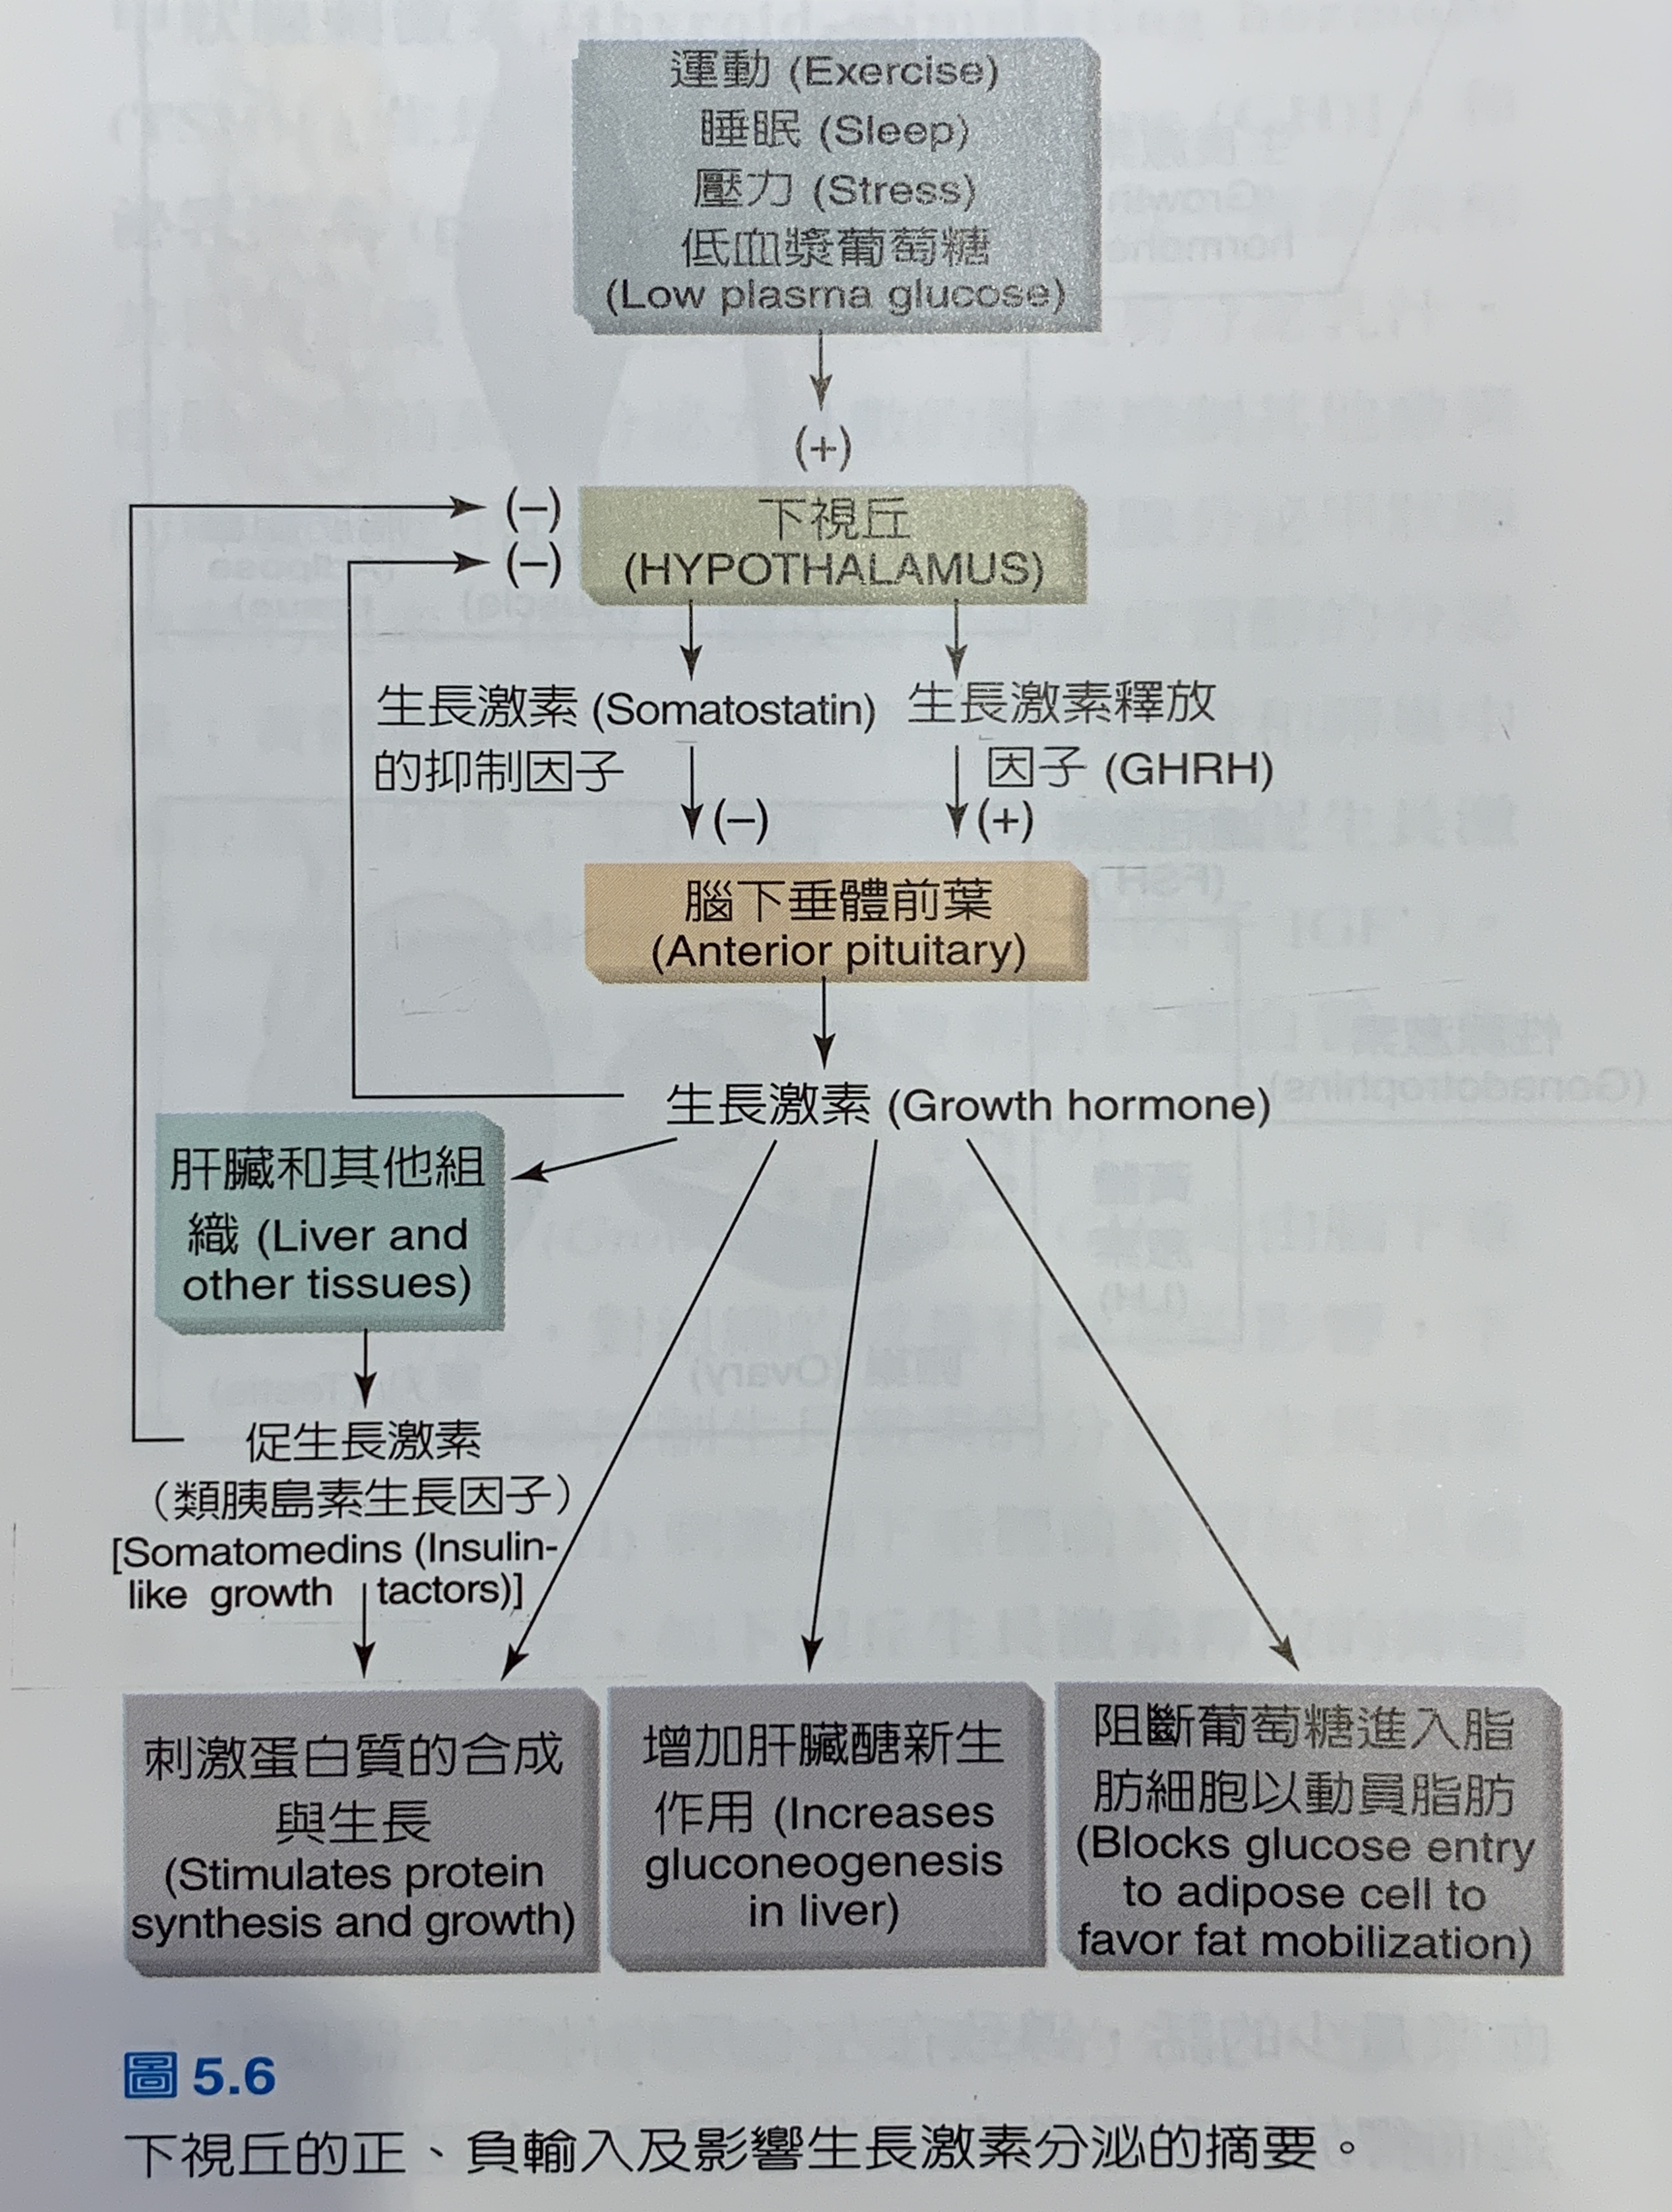 運動 (Exercise)
睡眠 (Sleep)
壓力 (Stress)
低血漿葡萄糖
(Low plasma glucose)
(+)
(–)
(–)
下視丘
(HYPOTHALAMUS)
生長激素 (Somatostatin)
的抑制因子
(–)
生長激素釋放
因子 (GHRH)
(+)
腦下垂體前葉
(Anterior pituitary)
生長激素 (Growth hormone)
肝臟和其他組
織 (Liver and
other tissues)
促生長激素
（類胰島素生長因子）
[Somatomedins (Insulin-
like growth tactors)]
刺激蛋白質的合成
與生長
(Stimulates protein
synthesis and growth)
增加肝臟醣新生
作用 (Increases
gluconeogenesis
in liver)
阻斷葡萄糖進入脂
肪細胞以動員脂肪
(Blocks glucose entry
to adipose cell to
favor fat mobilization)
圖 5.6
下視丘的正、負輸入及影響生長激素分泌的摘要。